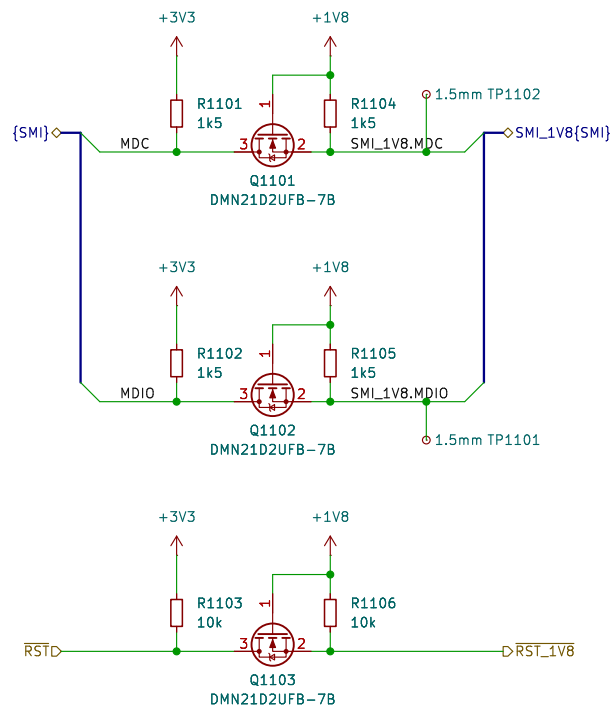 +3V3
+1V8
R1101
1k5
1
R1104
1k5
1.5mm TP1102
{SMI}
MDC
3
2
SMI_1V8.MDC
SMI_1V8{SMI}
Q1101
DMN21D2UFB-7B
+3V3
+1V8
R1102
1k5
1
R1105
1k5
MDIO
3
2
SMI_1V8.MDIO
Q1102
DMN21D2UFB-7B
1.5mm TP1101
+3V3
+1V8
R1103
10k
1
R1106
10k
RST
3
2
RST_1V8
Q1103
DMN21D2UFB-7B